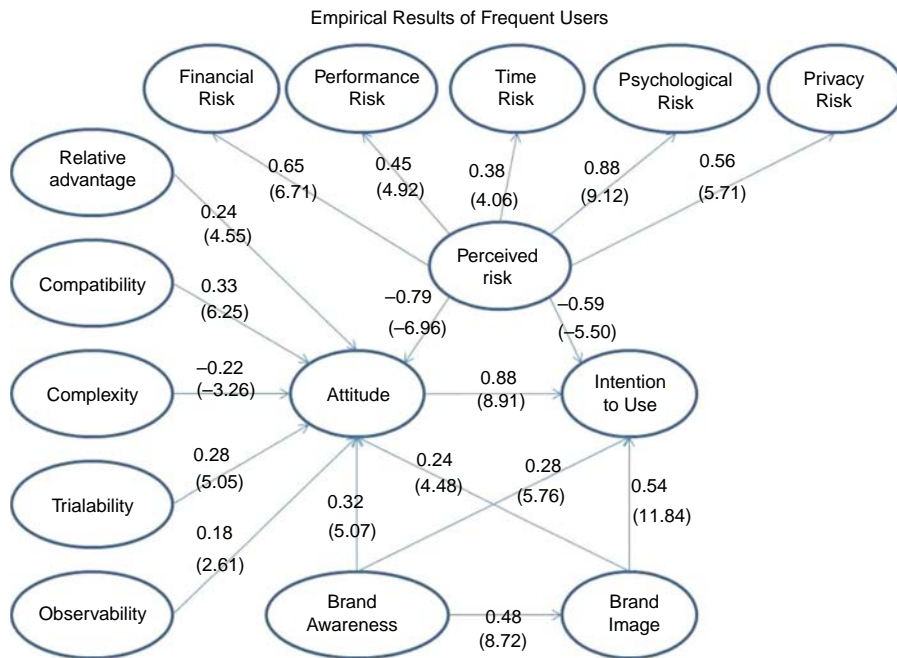 Empirical Results of Frequent Users
Financial
Risk
Performance
Risk
Time
Risk
Psychological
Risk
Privacy
Risk
Relative
advantage
0.65
(6.71)
0.45
(4.92)
0.38
(4.06)
0.88
(9.12)
0.56
(5.71)
0.24
(4.55)
Perceived
risk
Compatibility
0.33
(6.25)
–0.79
(–6.96)
–0.59
(–5.50)
Complexity
–0.22
(–3.26)
Attitude
0.88
(8.91)
Intention
to Use
Trialability
0.28
(5.05)
0.24
(4.48)
0.28
(5.76)
0.54
(11.84)
0.32
(5.07)
0.18
(2.61)
Observability
Brand
Awareness
0.48
(8.72)
Brand
Image